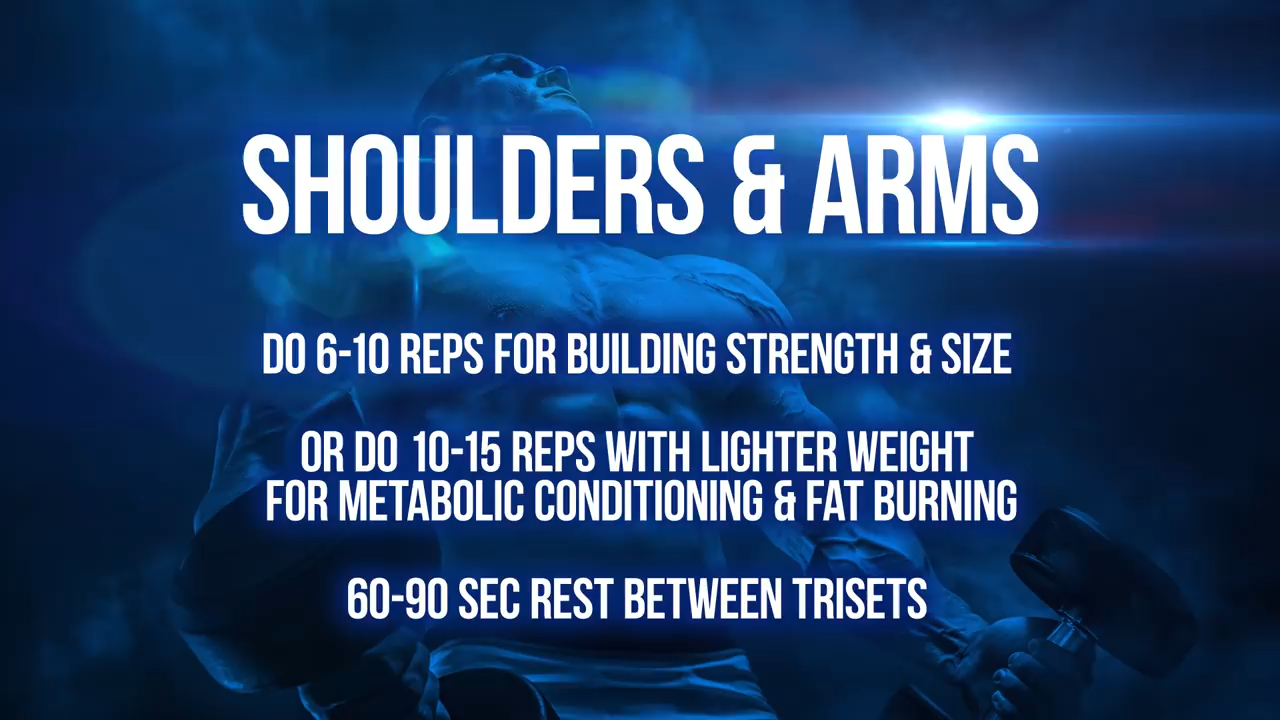 SHOULDERS & ARMS
DO 6-10 REPS FOR BUILDING STRENGTH & SIZE
OR DO 10-15 REPS WITH LIGHTER WEIGHT
FOR METABOLIC CONDITIONING & FAT BURNING
60-90 SEC REST BETWEEN TRISETS